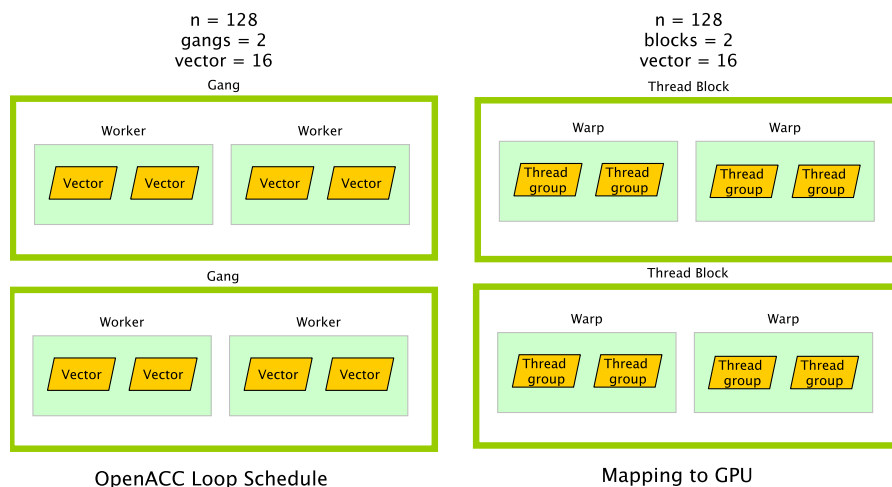 n = 128
gangs = 2
vector = 16
Gang
Worker
Worker
Vector
Vector
Vector
Vector
Gang
Worker
Worker
Vector
Vector
Vector
Vector
OpenACC Loop Schedule
n = 128
blocks = 2
vector = 16
Thread Block
Warp
Warp
Thread
group
Thread
group
Thread
group
Thread
group
Thread Block
Warp
Warp
Thread
group
Thread
group
Thread
group
Thread
group
Mapping to GPU